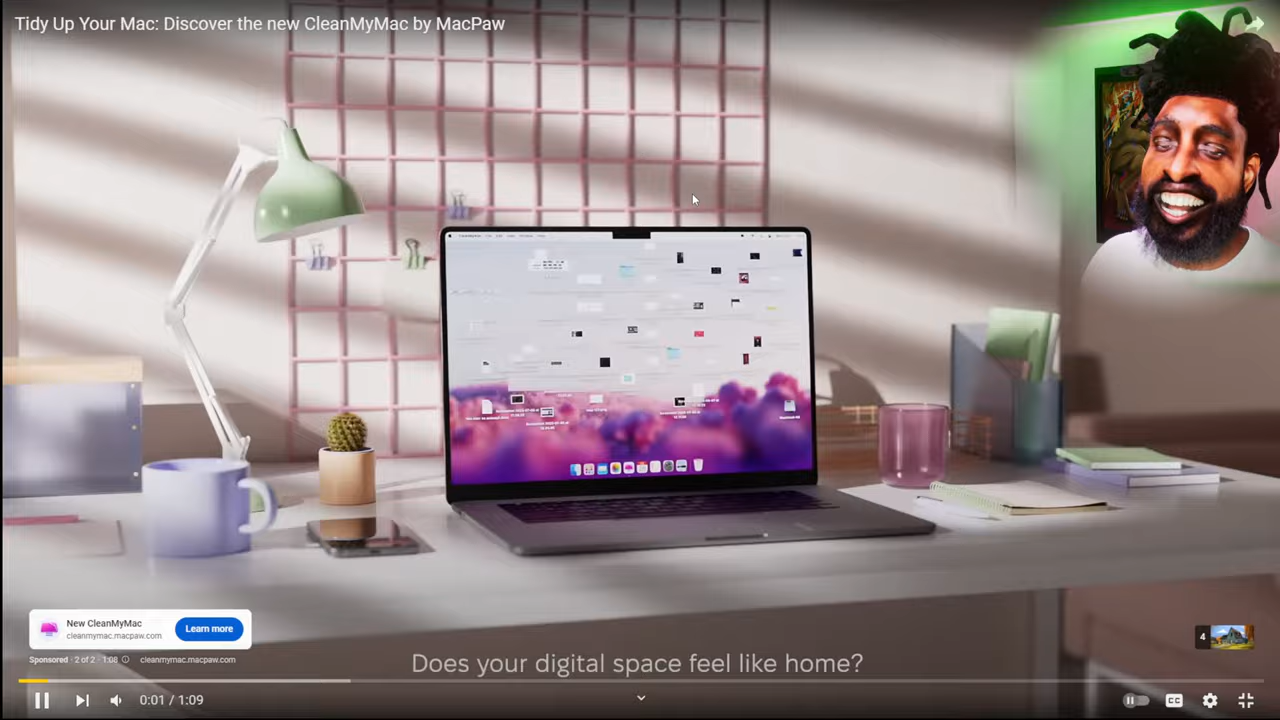 Tidy Up Your Mac: Discover the new CleanMyMac by MacPaw
New CleanMyMac
cleanmymac.macpaw.com
Learn more
Sponsored · 2 of 2 · 1:08 cleanmymac.macpaw.com
4
Does your digital space feel like home?
0:01 / 1:09
CC